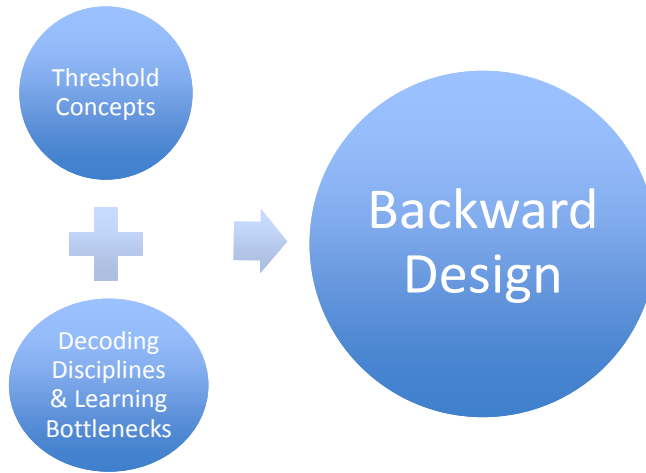 Threshold
Concepts
Decoding
Disciplines
& Learning
Bottlenecks
Backward
Design